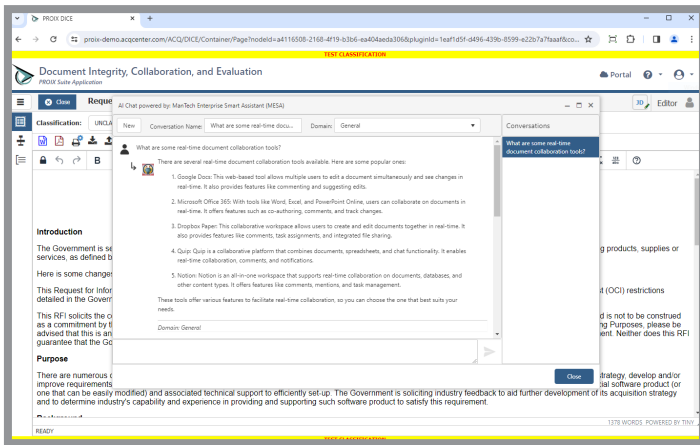 PROIX DICE
proix-demo.acqcenter.com/ACQ/DICE/Container/Page?nodeId=a4116508-2168-4f19-b3b6-ea404aeda306&pluginId=1eaf1d5f-d496-439b-8599-e22b7a7faaaf&co...
TEST CLASSIFICATION
Document Integrity, Collaboration, and Evaluation
PROIX Suite Application
Portal
Close
Reque
JD
Editor
Classification:
UNCLA
AI Chat powered by: ManTech Enterprise Smart Assistant (MESA)
New
Conversation Name:
What are some real-time docu...
Domain:
General
Conversations
What are some real-time document collaboration tools?
What are some real-time
document collaboration tools?
There are several real-time document collaboration tools available. Here are some popular ones:
1. Google Docs: This web-based tool allows multiple users to edit a document simultaneously and see changes in
real-time. It also provides features like commenting and suggesting edits.
2. Microsoft Office 365: With tools like Word, Excel, and PowerPoint Online, users can collaborate on documents in
real-time. It offers features such as co-authoring, comments, and track changes.
3. Dropbox Paper: This collaborative workspace allows users to create and edit documents together in real-time. It
also provides features like comments, task assignments, and integrated file sharing.
4. Quip: Quip is a collaborative platform that combines documents, spreadsheets, and chat functionality. It enables
real-time collaboration, comments, and notifications.
5. Notion: Notion is an all-in-one workspace that supports real-time collaboration on documents, databases, and
other content types. It offers features like comments, mentions, and task management.
These tools offer various features to facilitate real-time collaboration, so you can choose the one that best suits your
needs.
Domain: General
Close
B
Introduction
The Government is se
g products, supplies or
services, as defined b
Here is some change
This Request for Infor
t (OCI) restrictions
detailed in the Govern
This RFI solicits the c
d is not to be construed
as a commitment by t
ng Purposes, please be
advised that this is an
ent. Neither does this RFI
guarantee that the Go
Purpose
There are numerous c
trategy, develop and/or
improve requirements
ial software product (or
one that can be easily modified) and associated technical support to efficiently set-up. The Government is soliciting industry feedback to aid further development of its acquisition strategy
and to determine industry's capability and experience in providing and supporting such software product to satisfy this requirement.
1378 WORDS POWERED BY TINY
READY
TEST CLASSIFICATION